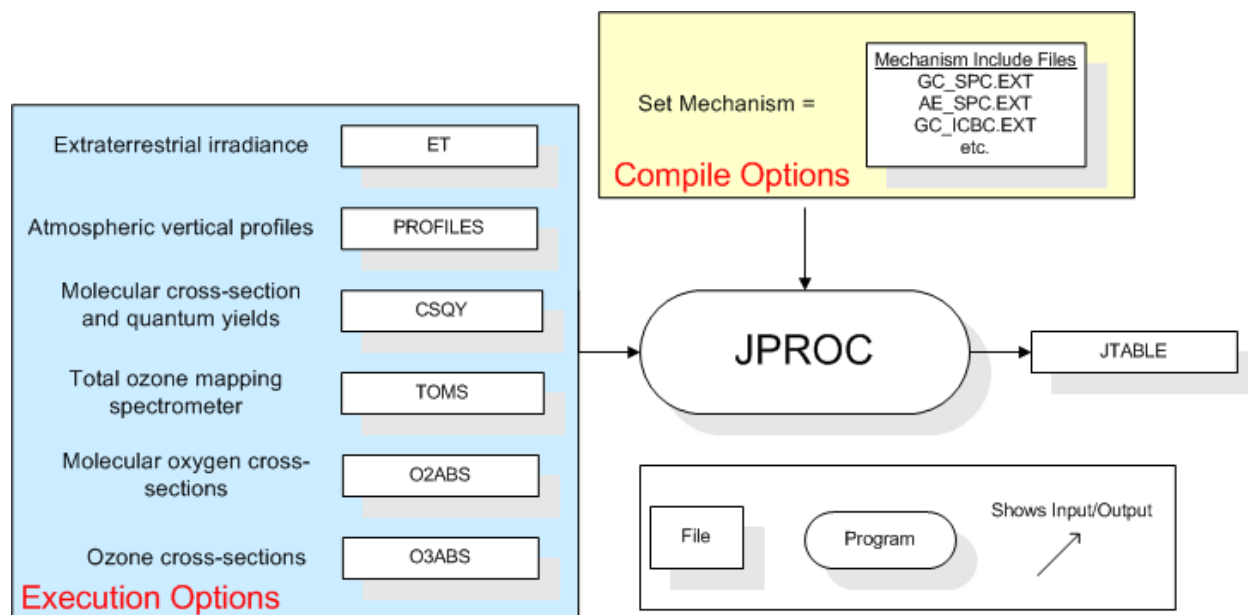 Extraterrestrial irradiance
ET
Atmospheric vertical profiles
PROFILES
Molecular cross-section
and quantum yields
CSQY
Total ozone mapping
spectrometer
TOMS
Molecular oxygen cross-
sections
O2ABS
Ozone cross-sections
O3ABS
Execution Options
Set Mechanism =
Mechanism Include Files
GC_SPC.EXT
AE_SPC.EXT
GC_ICBC.EXT
etc.
Compile Options
JPROC
JTABLE
File
Program
Shows Input/Output